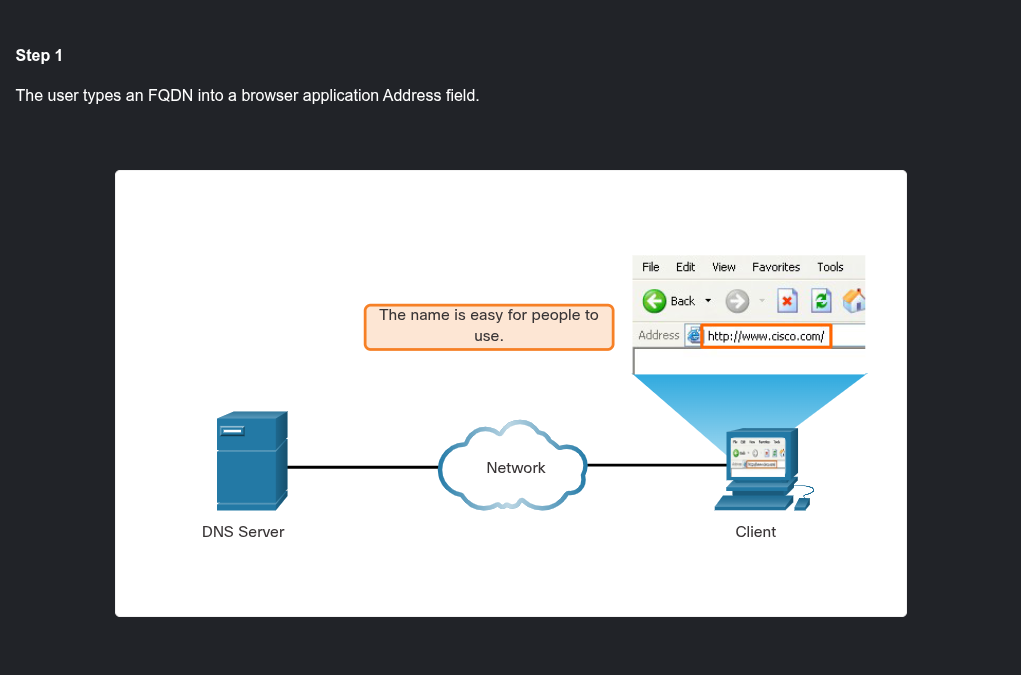 Step 1
The user types an FQDN into a browser application Address field.
File Edit View Favorites Tools
Back
The name is easy for people to
use.
Address http://www.cisco.com/
Network
DNS Server
Client